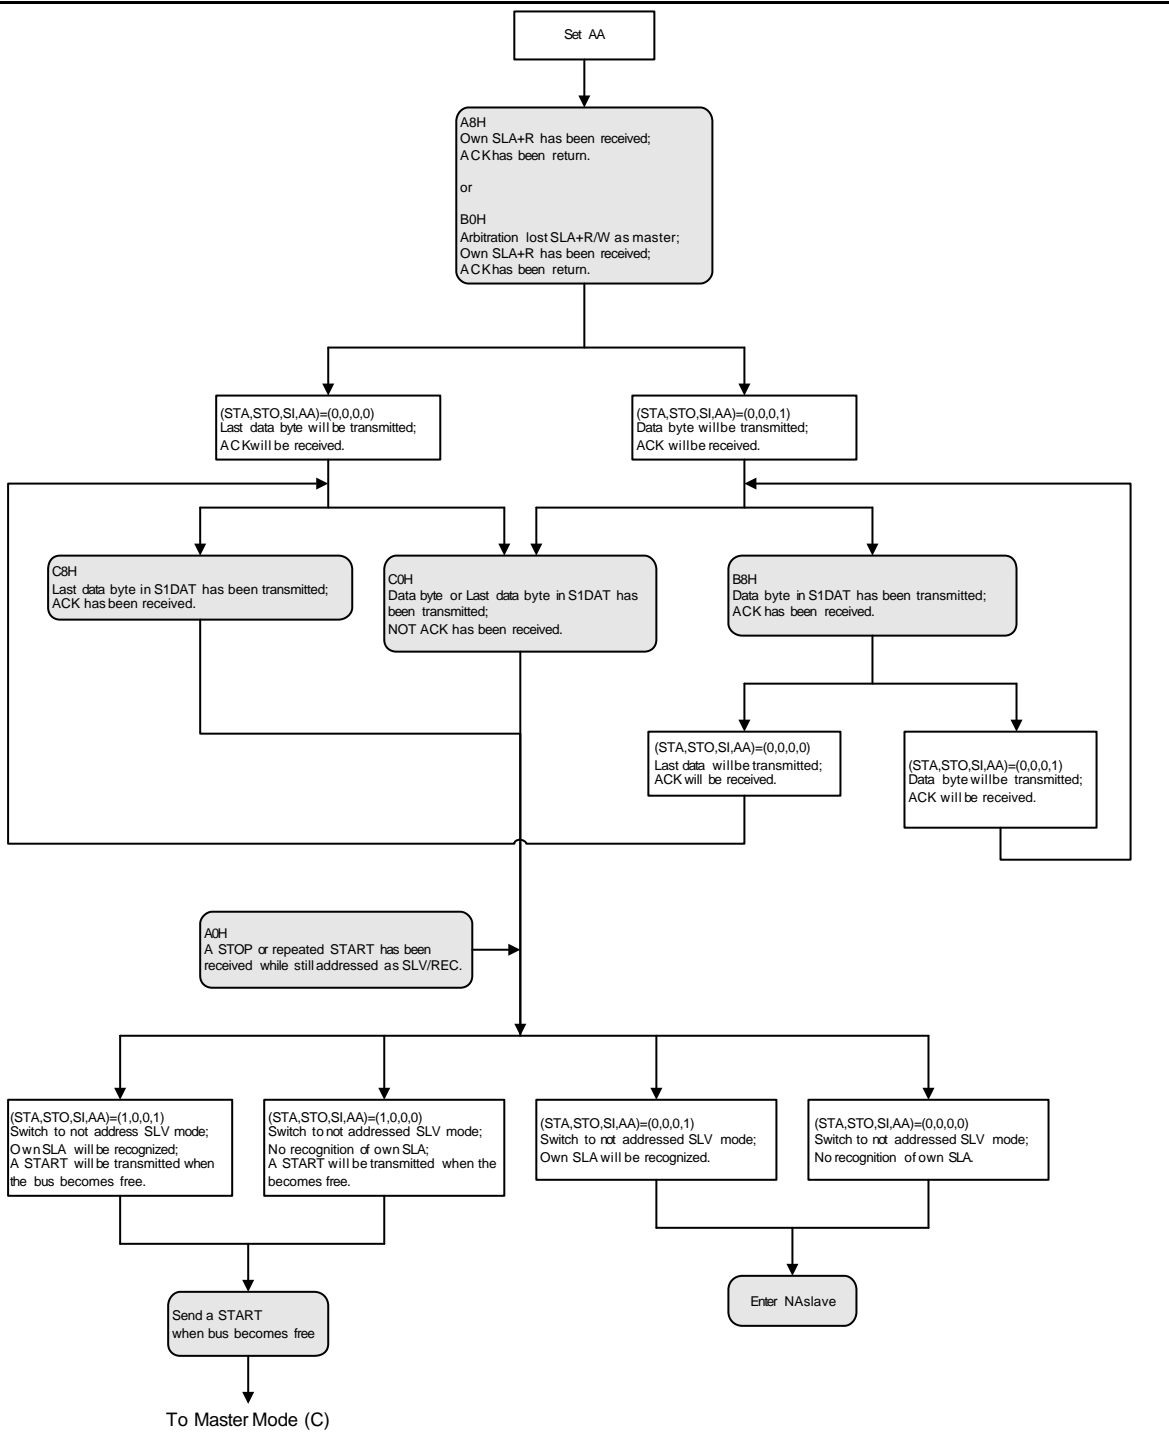 Set AA
A8H
Own SLA+R has been received;
ACK has been return.
or
B0H
Arbitration lost SLA+R/W as master;
Own SLA+R has been received;
ACK has been return.
(STA,STO,SI,AA)=(0,0,0,0)
Last data byte will be transmitted;
ACK will be received.
(STA,STO,SI,AA)=(0,0,0,1)
Data byte will be transmitted;
ACK will be received.
C8H
Last data byte in S1DAT has been transmitted;
ACK has been received.
C0H
Data byte or Last data byte in S1DAT has
been transmitted;
NOT ACK has been received.
B8H
Data byte in S1DAT has been transmitted;
ACK has been received.
(STA,STO,SI,AA)=(0,0,0,0)
Last data will be transmitted;
ACK will be received.
(STA,STO,SI,AA)=(0,0,0,1)
Data byte will be transmitted;
ACK will be received.
A0H
A STOP or repeated START has been
received while still addressed as SLV/REC.
(STA,STO,SI,AA)=(1,0,0,1)
Switch to not address SLV mode;
Own SLA will be recognized;
A START will be transmitted when
the bus becomes free.
(STA,STO,SI,AA)=(1,0,0,0)
Switch to not addressed SLV mode;
No recognition of own SLA;
A START will be transmitted when the
becomes free.
(STA,STO,SI,AA)=(0,0,0,1)
Switch to not addressed SLV mode;
Own SLA will be recognized.
(STA,STO,SI,AA)=(0,0,0,0)
Switch to not addressed SLV mode;
No recognition of own SLA.
Send a START
when bus becomes free
Enter NAslave
To Master Mode (C)